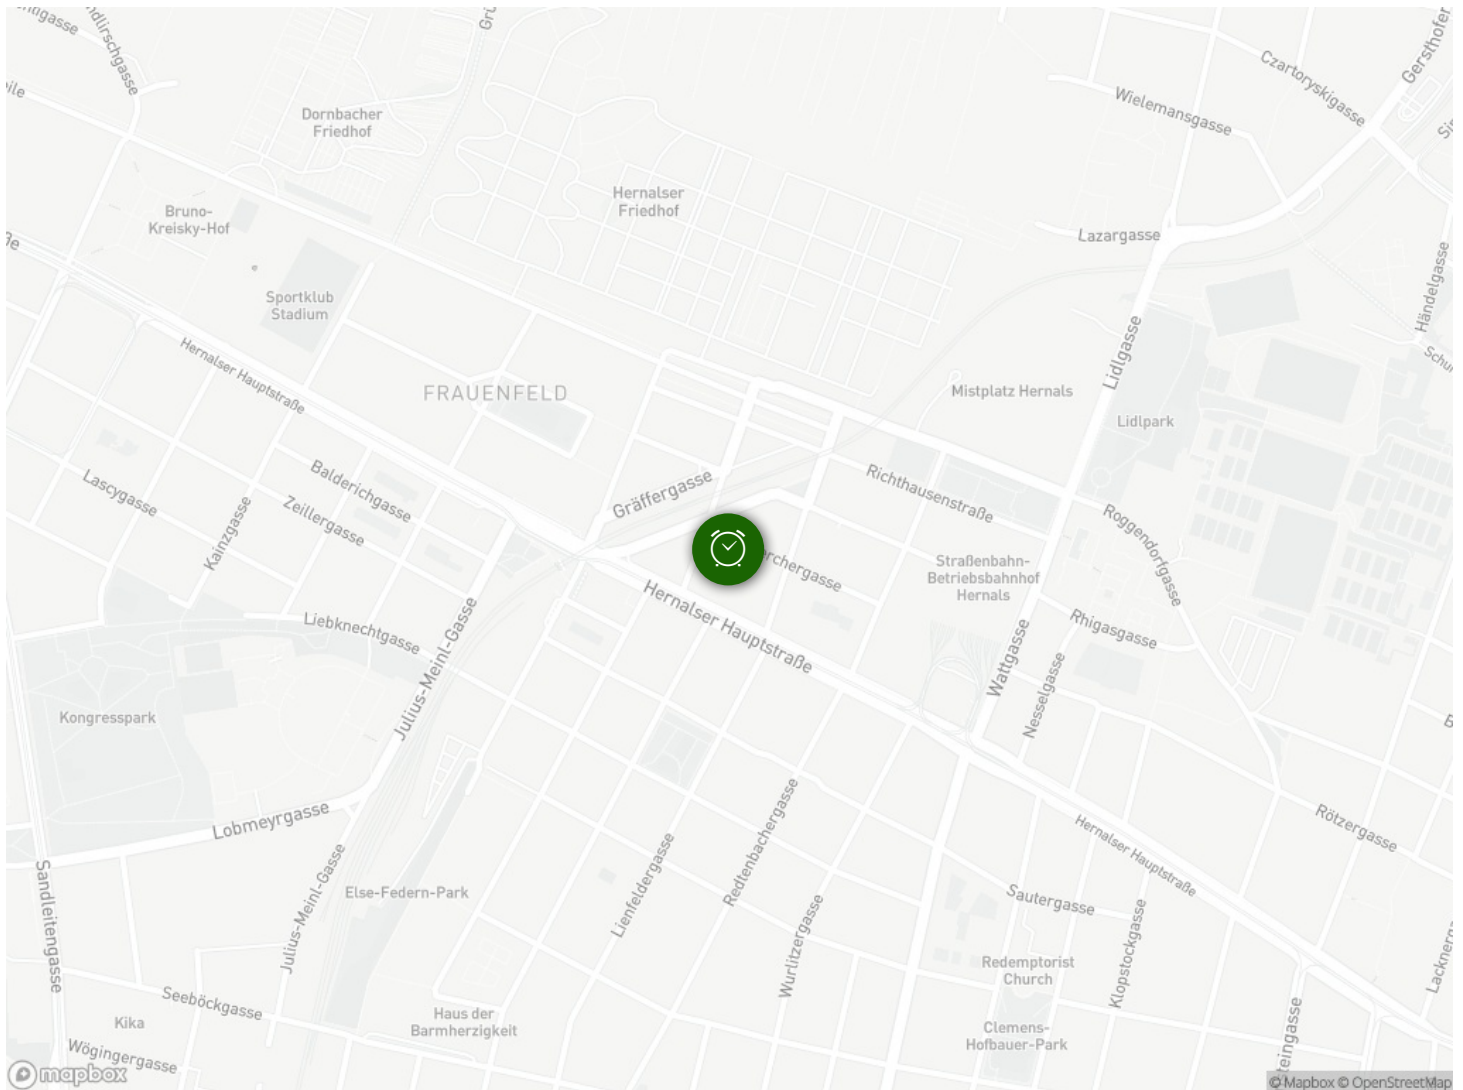 Dornbacher
Friedhof
Czartoryskigasse
Wielemansgasse
Gersthofer
Hernalser
Friedhof
Bruno-
Kreisky-Hof
Lazargasse
Händelgasse
Sportklub
Stadium
Lidlgasse
Hernalser Hauptstraße
FRAUENFELD
Mistplatz Hernals
Lidlpark
Lascygasse
Balderichgasse
Zeillergasse
Kainzgasse
Gräffergasse
Richthausenstraße
Roggendorfgasse
rchergasse
Straßenbahn-
Betriebsbahnhof
Hernals
Hernalser Hauptstraße
Liebknechtgasse
Julius-Meinl-Gasse
Wattgasse
Rhigasgasse
Nesselgasse
Kongresspark
Lobmeyrgasse
Rötzergasse
Hernalser Hauptstraße
Sandleitengasse
Julius-Meinl-Gasse
Else-Federn-Park
Lienfeldergasse
Redtenbachergasse
Wurlitzergasse
Sautergasse
Klopstockgasse
Redemptorist
Church
Seeböckgasse
Kika
Haus der
Barmherzigkeit
Clemens-
Hofbauer-Park
Wögingergasse
mapbox
© Mapbox © OpenStreetMap